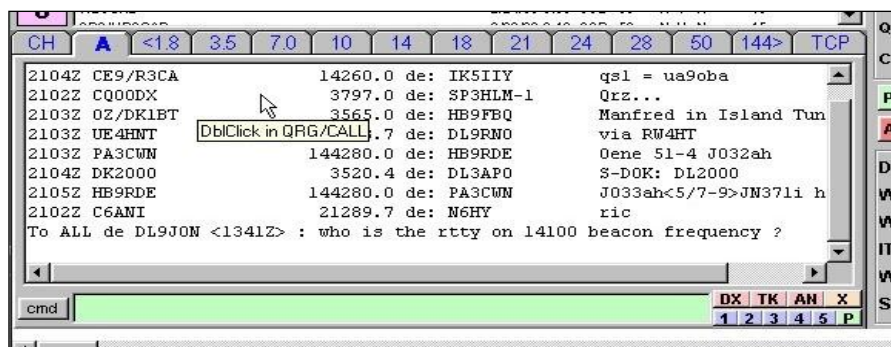 CH A <1.8 3.5 7.0 10 14 18 21 24 28 50 144> TCP
2104Z CE9/R3CA 14260.0 de: IK5IIY qsl = ua9oba
2102Z CQ00DX 3797.0 de: SP3HLM-1 Qrz...
2103Z OZ/DK1BT 3565.0 de: HB9FBQ Manfred in Island Tun
2103Z UE4HNT .7 de: DL9RNO via RW4HT
DblClick in QRG/CALL
2103Z PA3CWN 144280.0 de: HB9RDE Oene 51-4 JO32ah
2104Z DK2000 3520.4 de: DL3APO S-DOK: DL2000
2105Z HB9RDE 144280.0 de: PA3CWN JO33ah<5/7-9>JN37li h
2102Z C6ANI 21289.7 de: N6HY ric
To ALL de DL9JON <1341Z> : who is the rtty on 14100 beacon frequency ?
cmd
DX TK AN X
1 2 3 4 5 P